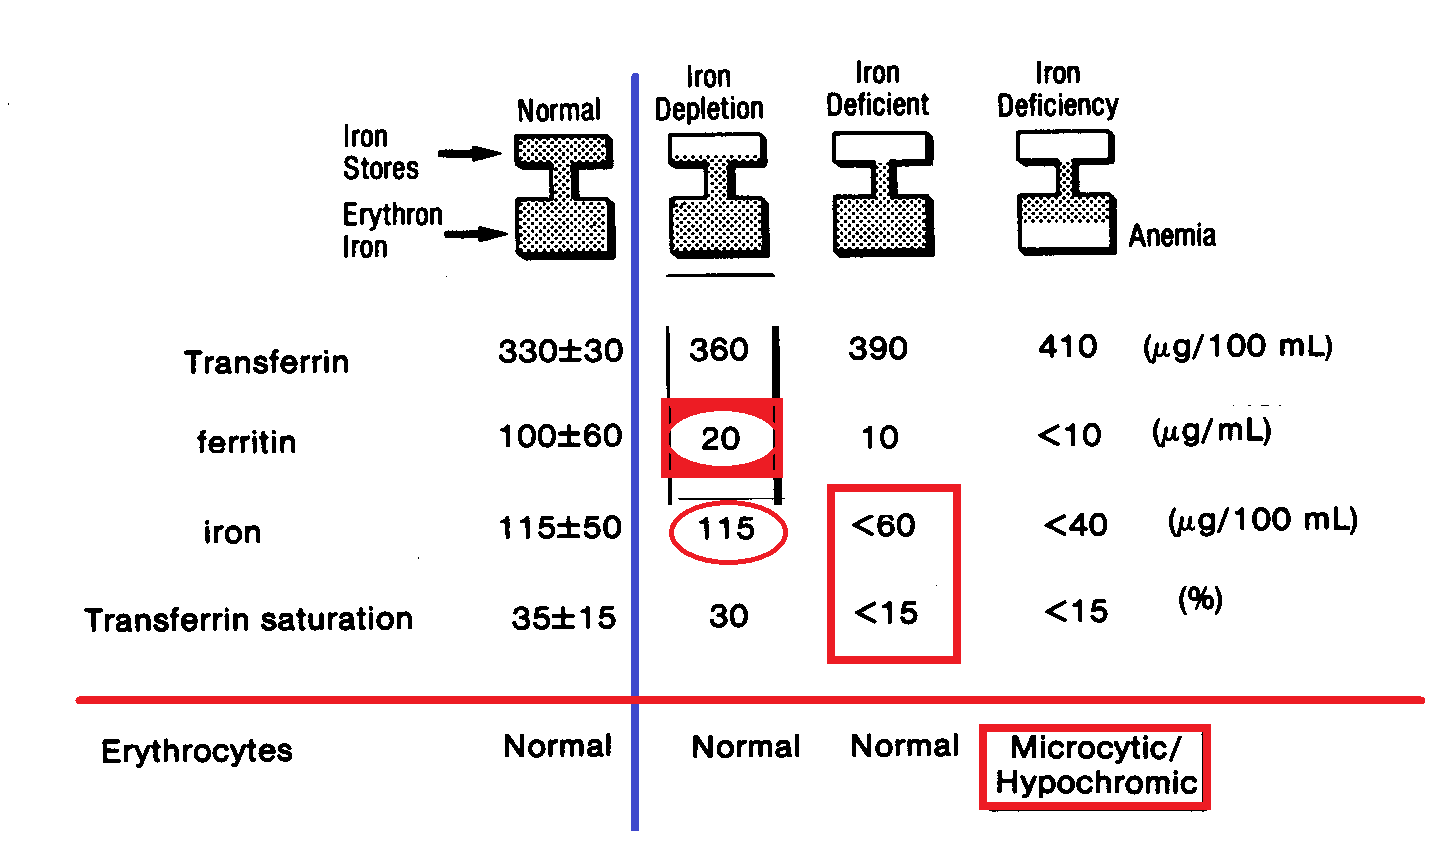 Normal
Iron
Depletion
Iron
Deficient
Iron
Deficiency
Iron
Stores
Erythron
Iron
Anemia
Transferrin 330±30 360 390 410 (μg/100 mL)
ferritin 100±60 20 10 <10 (μg/mL)
iron 115±50 115 <60 <40 (μg/100 mL)
Transferrin saturation 35±15 30 <15 <15 (%)
Erythrocytes Normal Normal Normal Microcytic/
Hypochromic